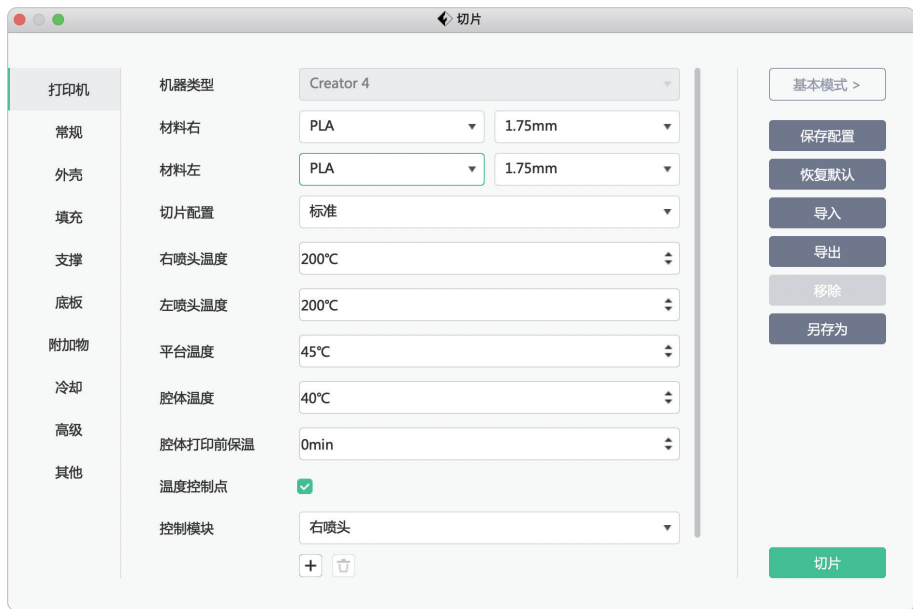 切片
打印机
常规
外壳
填充
支撑
底板
附加物
冷却
高级
其他
机器类型 Creator 4
材料右 PLA 1.75mm
材料左 PLA 1.75mm
切片配置 标准
右喷头温度 200℃
左喷头温度 200℃
平台温度 45℃
腔体温度 40℃
腔体打印前保温 0min
温度控制点
控制模块 右喷头
基本模式 >
保存配置
恢复默认
导入
导出
移除
另存为
切片